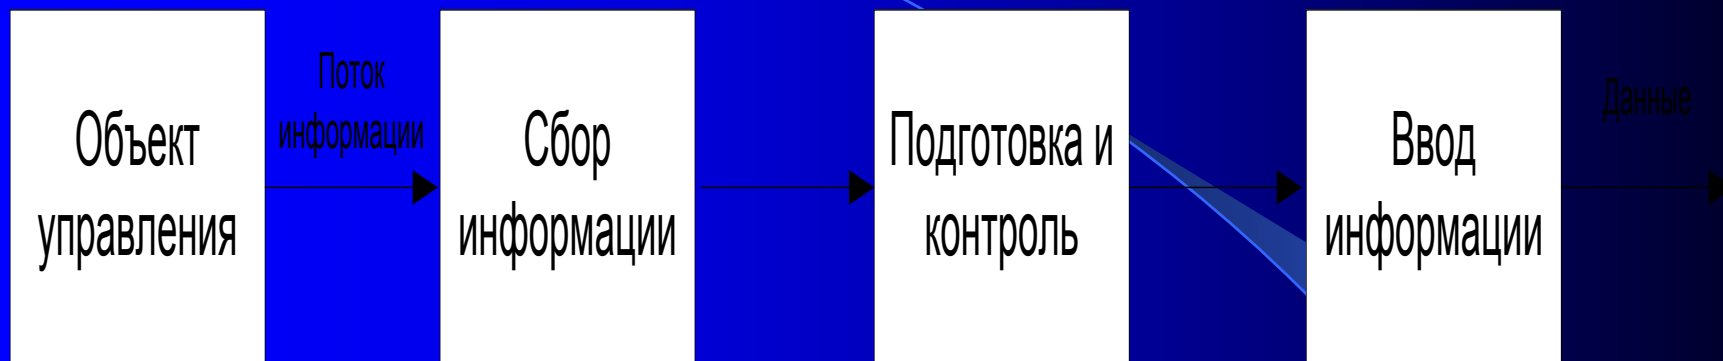 Объект
управления
Поток
информации
Сбор
информации
Подготовка и
контроль
Ввод
информации
Данные